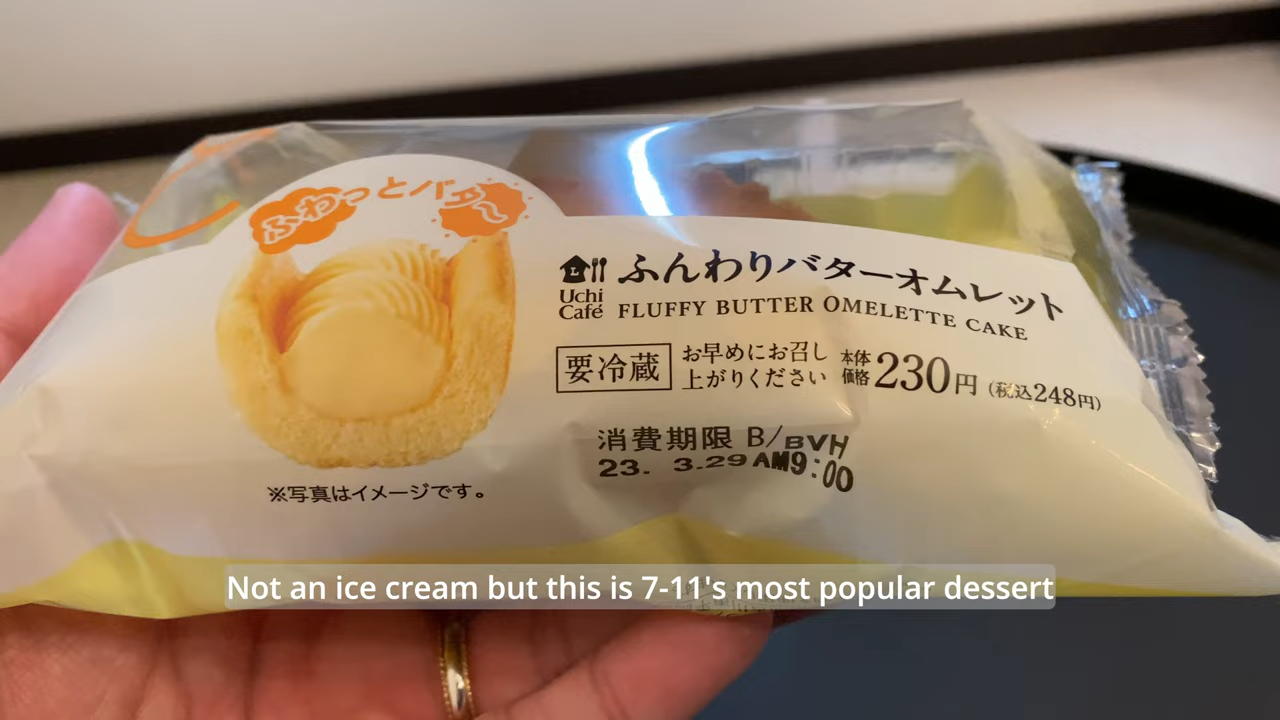 ふわっとバター
L
Uchi
Café
ふんわりバターオムレット
FLUFFY BUTTER OMELETTE CAKE
要冷蔵
お早めにお召し
上がりください
本体
価格
230円 (税込248円)
消費期限 B/BVH
23. 3.29 AM9:00
※写真はイメージです。
Not an ice cream but this is 7-11's most popular dessert